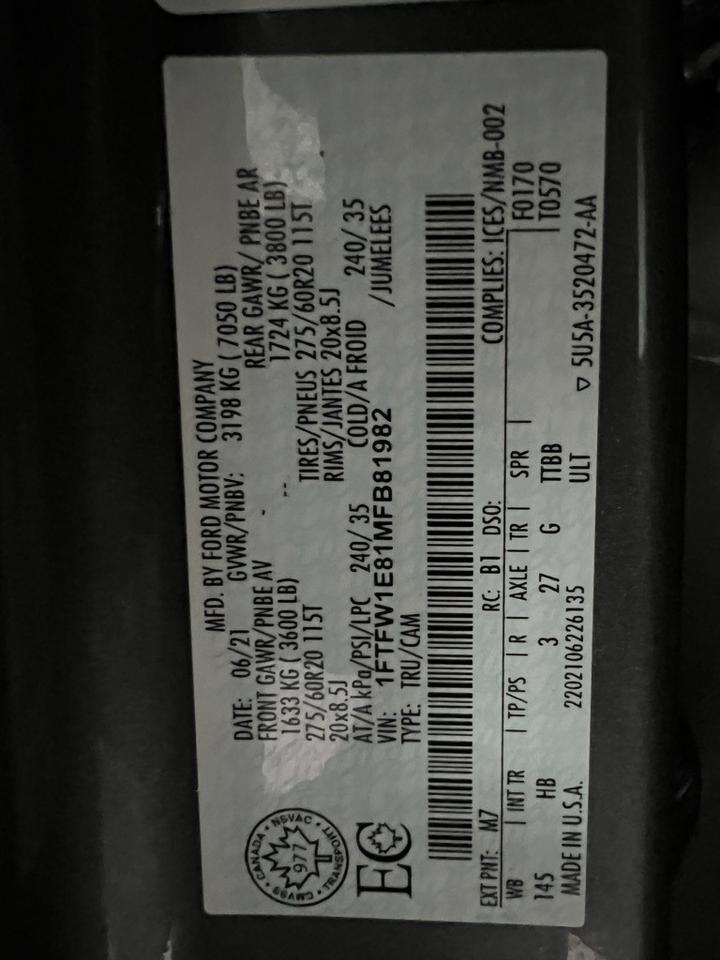 MFD. BY FORD MOTOR COMPANY
DATE: 06/21 GVWR/PNBV: 3198 KG ( 7050 LB)
FRONT GAWR/PNBE AV - REAR GAWR/ PNBE AR
1633 KG ( 3600 LB) -- 1724 KG ( 3800 LB)
275/60R20 115T TIRES/PNEUS 275/60R20 115T
20x8.5J RIMS/JANTES 20x8.5J
AT/A kPa/PSI/LPC 240/ 35 COLD/A FROID 240/ 35
VIN: 1FTFW1E81MFB81982 /JUMELEES
TYPE: TRU/CAM
CMVSS • CANADA • NSVAC • TRANSPORT
977
EC
EXT PNT: M7 RC: B1 DSO: COMPLIES: ICES/NMB-002
WB | INT TR | TP/PS | R | AXLE | TR | SPR | F0170
145 HB 3 27 G TTBB T0570
MADE IN U.S.A. 2202106226135 ULT ▽ 5U5A-3520472-AA